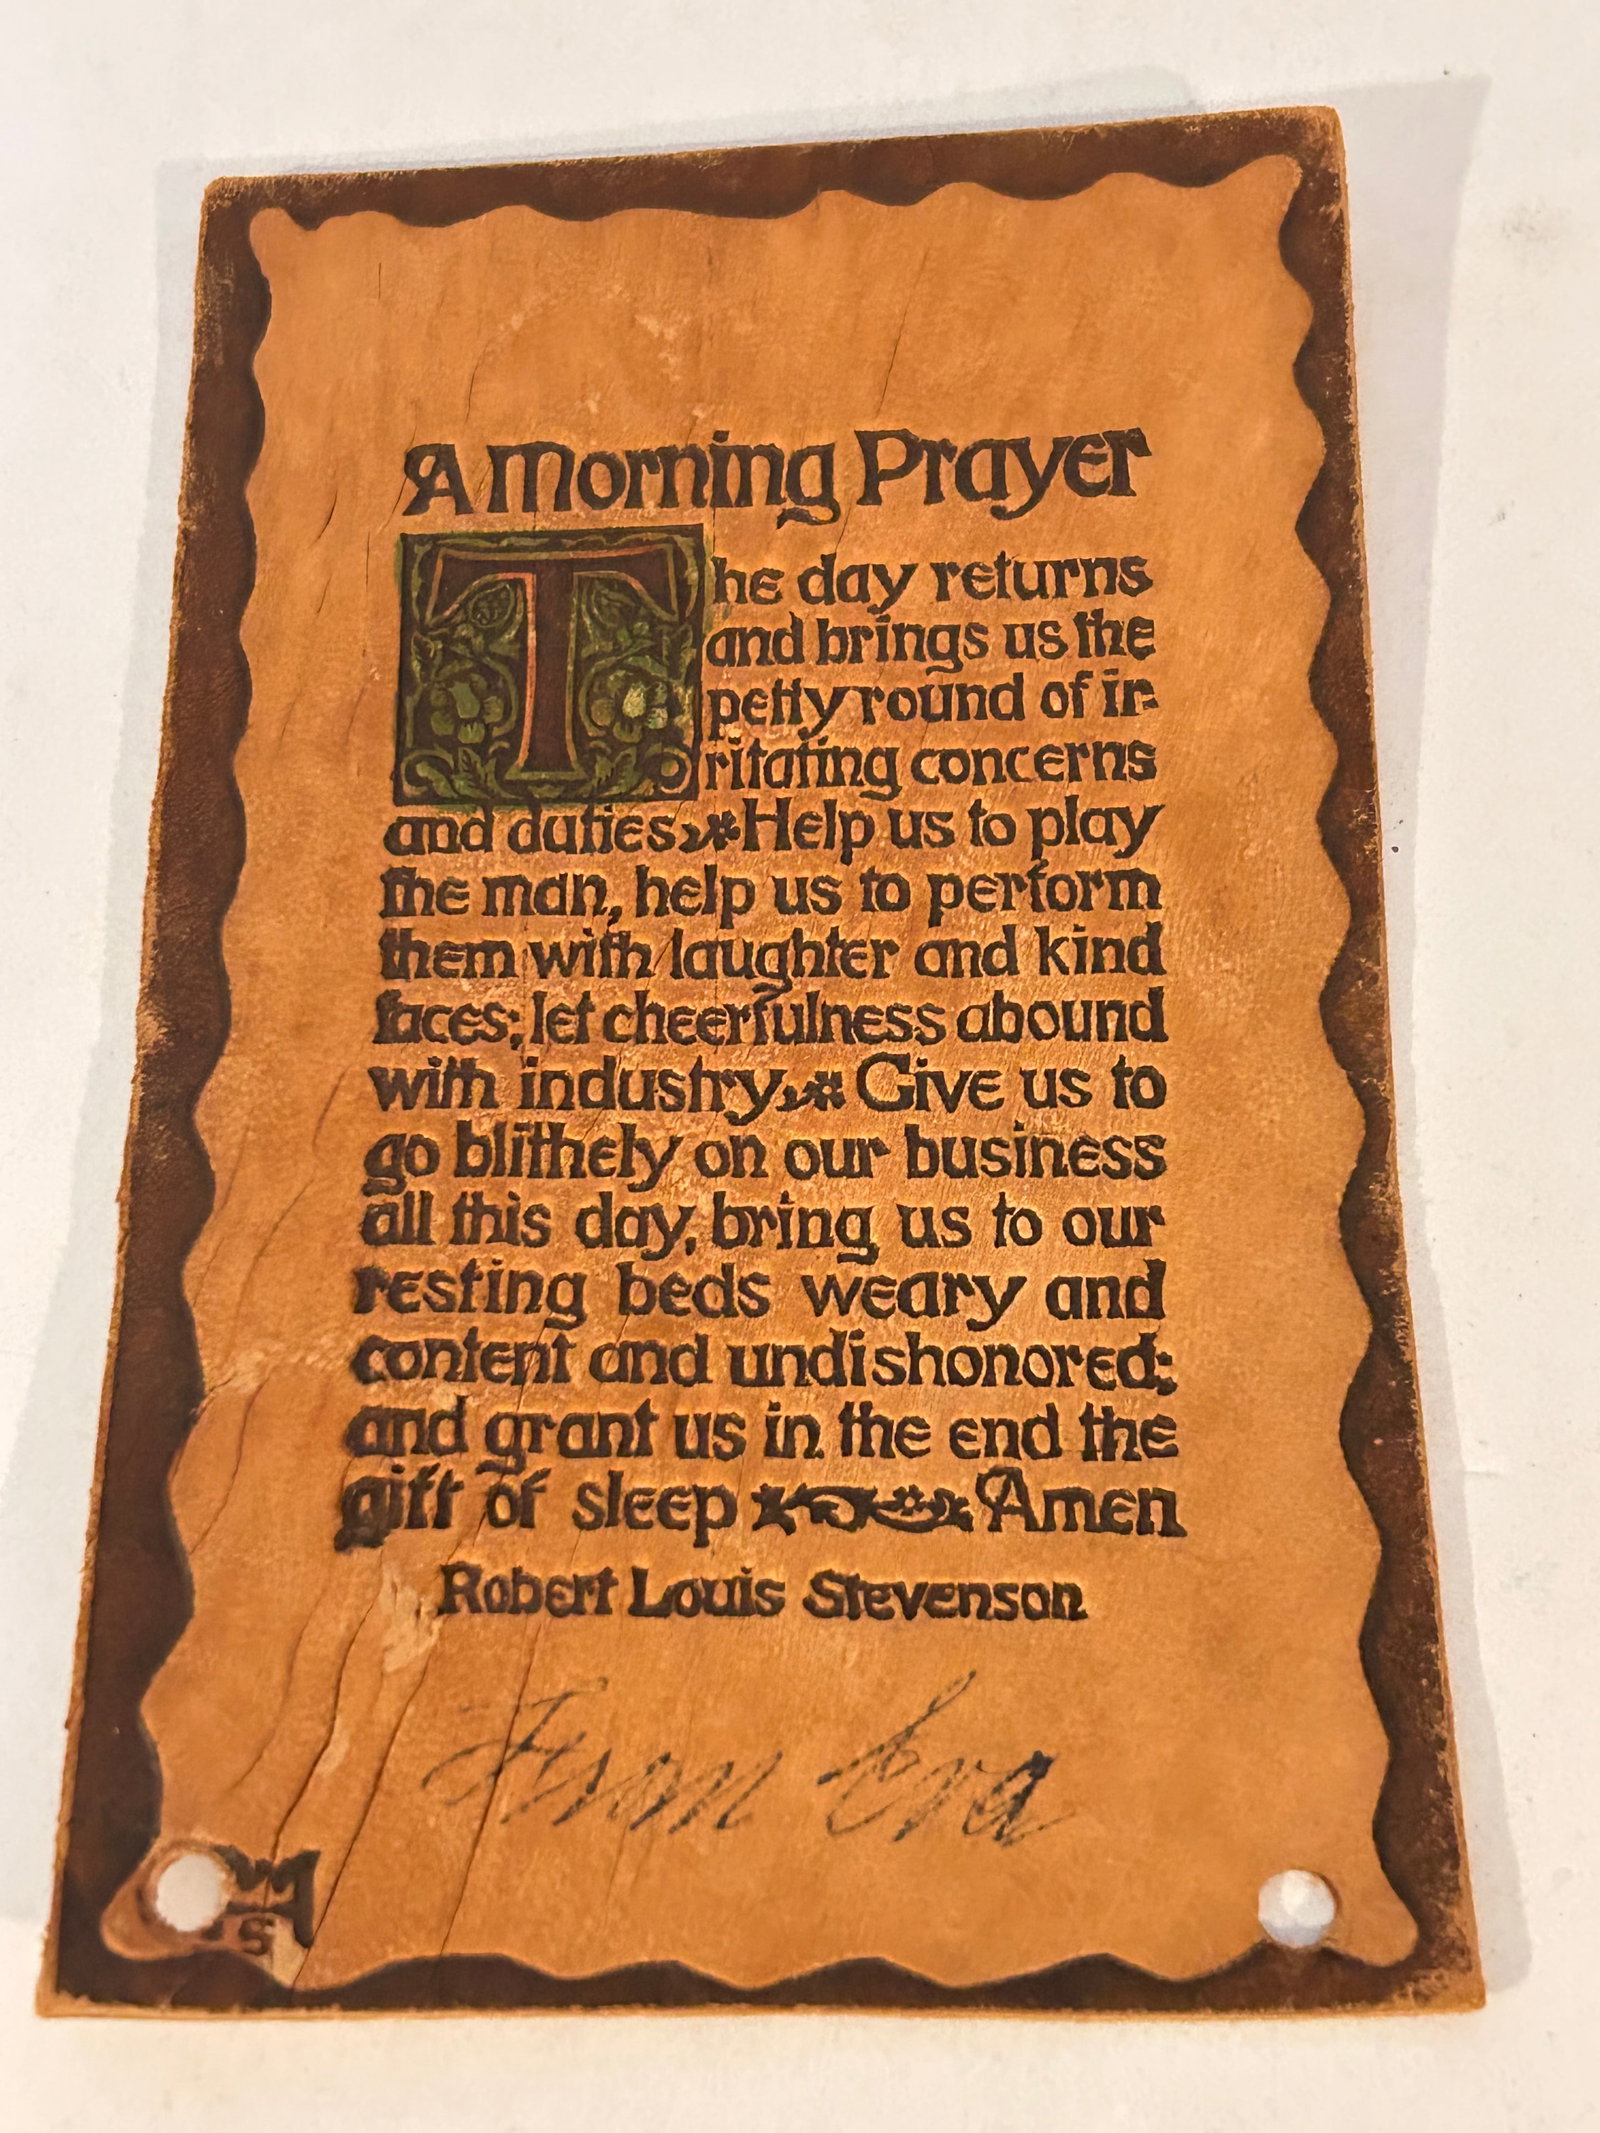 A Morning Prayer
The day returns
and brings us the
petty round of ir-
ritating concerns
and duties Help us to play
the man, help us to perform
them with laughter and kind
faces; let cheerfulness abound
with industry Give us to
go blithely on our business
all this day, bring us to our
resting beds weary and
content and undishonored;
and grant us in the end the
gift of sleep Amen
Robert Louis Stevenson
From Eva